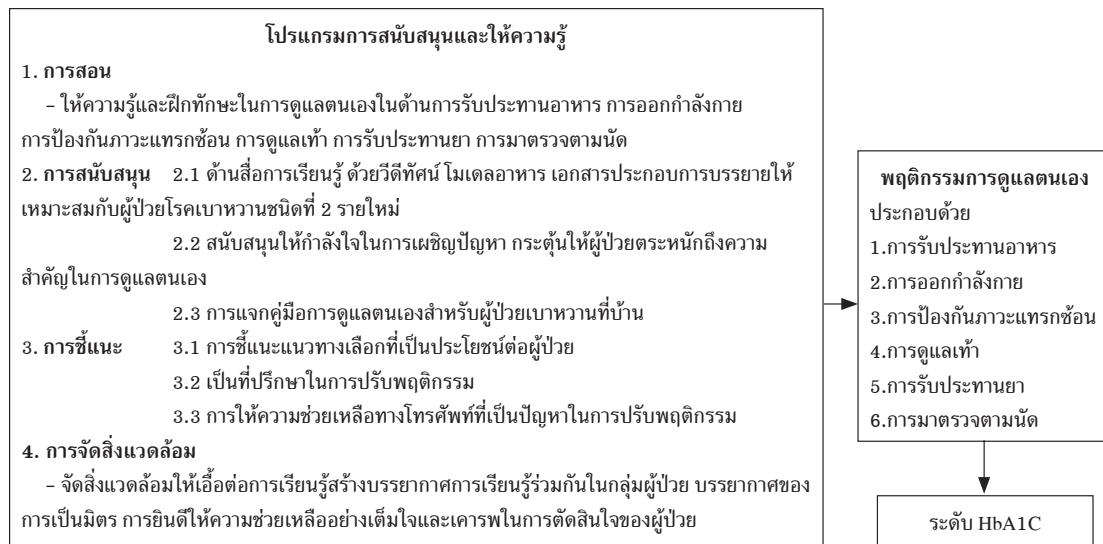 โปรแกรมการสนับสนุนและให้ความรู้
1. การสอน
- ให้ความรู้และฝึกทักษะในการดูแลตนเองในด้านการรับประทานอาหาร การออกกำลังกาย
การป้องกันภาวะแทรกซ้อน การดูแลเท้า การรับประทานยา การมาตรวจตามนัด
2. การสนับสนุน 2.1 ด้านสื่อการเรียนรู้ ด้วยวีดีทัศน์ โมเดลอาหาร เอกสารประกอบการบรรยายให้
เหมาะสมกับผู้ป่วยโรคเบาหวานชนิดที่ 2 รายใหม่
2.2 สนับสนุนให้กำลังใจในการเผชิญปัญหา กระตุ้นให้ผู้ป่วยตระหนักถึงความ
สำคัญในการดูแลตนเอง
2.3 การแจกคู่มือการดูแลตนเองสำหรับผู้ป่วยเบาหวานที่บ้าน
3. การชี้แนะ 3.1 การชี้แนะแนวทางเลือกที่เป็นประโยชน์ต่อผู้ป่วย
3.2 เป็นที่ปรึกษาในการปรับพฤติกรรม
3.3 การให้ความช่วยเหลือทางโทรศัพท์ที่เป็นปัญหาในการปรับพฤติกรรม
4. การจัดสิ่งแวดล้อม
- จัดสิ่งแวดล้อมให้เอื้อต่อการเรียนรู้สร้างบรรยากาศการเรียนรู้ร่วมกันในกลุ่มผู้ป่วย บรรยากาศของ
การเป็นมิตร การยินดีให้ความช่วยเหลืออย่างเต็มใจและเคารพในการตัดสินใจของผู้ป่วย
พฤติกรรมการดูแลตนเอง
ประกอบด้วย
1.การรับประทานอาหาร
2.การออกกำลังกาย
3.การป้องกันภาวะแทรกซ้อน
4.การดูแลเท้า
5.การรับประทานยา
6.การมาตรวจตามนัด
ระดับ HbA1C